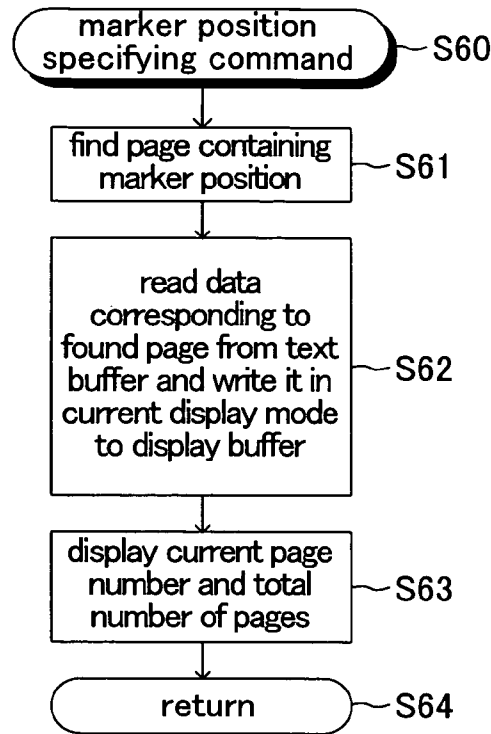 marker position
specifying command
S60
find page containing
marker position
S61
read data
corresponding to
found page from text
buffer and write it in
current display mode
to display buffer
S62
display current page
number and total
number of pages
S63
return
S64